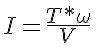 I = \frac{T * \omega}{V}